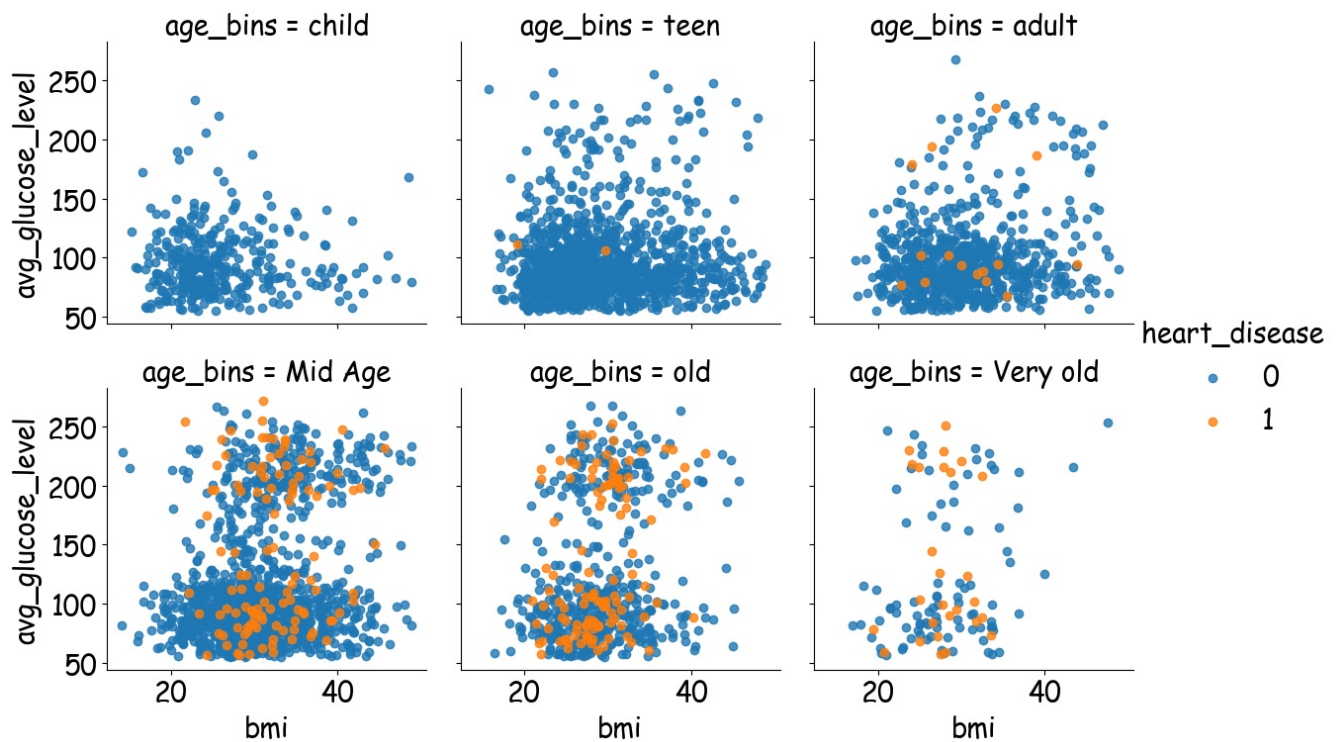 age_bins = child
age_bins = teen
age_bins = adult
avg_glucose_level
250
200
150
100
50
heart_disease
0
1
age_bins = Mid Age
age_bins = old
age_bins = Very old
avg_glucose_level
250
200
150
100
50
20 40
20 40
20 40
bmi
bmi
bmi